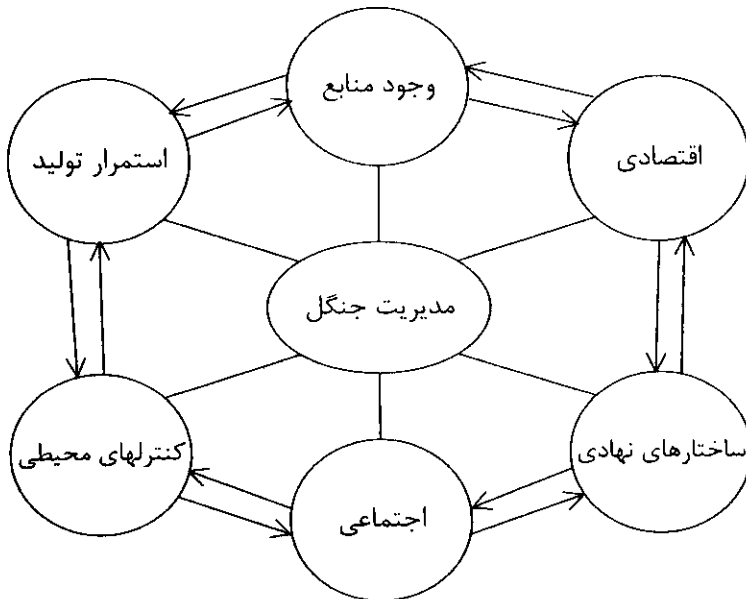 وجود منابع
اقتصادی
استمرار تولید
مدیریت جنگل
ساختارهای نهادی
کنترلهای محیطی
اجتماعی